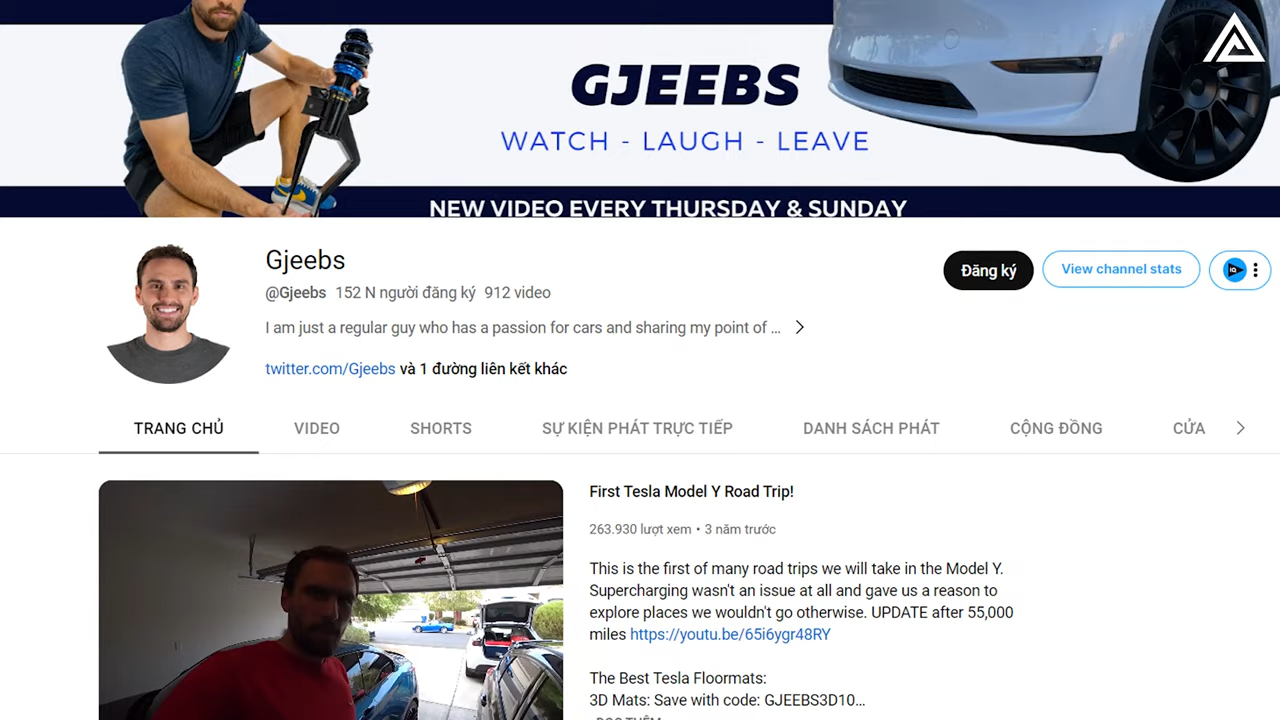 GJEEBS
WATCH - LAUGH - LEAVE
NEW VIDEO EVERY THURSDAY & SUNDAY
Gjeebs
@Gjeebs 152 N người đăng ký 912 video
I am just a regular guy who has a passion for cars and sharing my point of ...
twitter.com/Gjeebs và 1 đường liên kết khác
Đăng ký
View channel stats
IQ
TRANG CHỦ VIDEO SHORTS SỰ KIỆN PHÁT TRỰC TIẾP DANH SÁCH PHÁT CỘNG ĐỒNG CỬA
First Tesla Model Y Road Trip!
263.930 lượt xem • 3 năm trước
This is the first of many road trips we will take in the Model Y.
Supercharging wasn't an issue at all and gave us a reason to
explore places we wouldn't go otherwise. UPDATE after 55,000
miles https://youtu.be/65i6ygr48RY
The Best Tesla Floormats:
3D Mats: Save with code: GJEEBS3D10...
ĐỌC THÊM